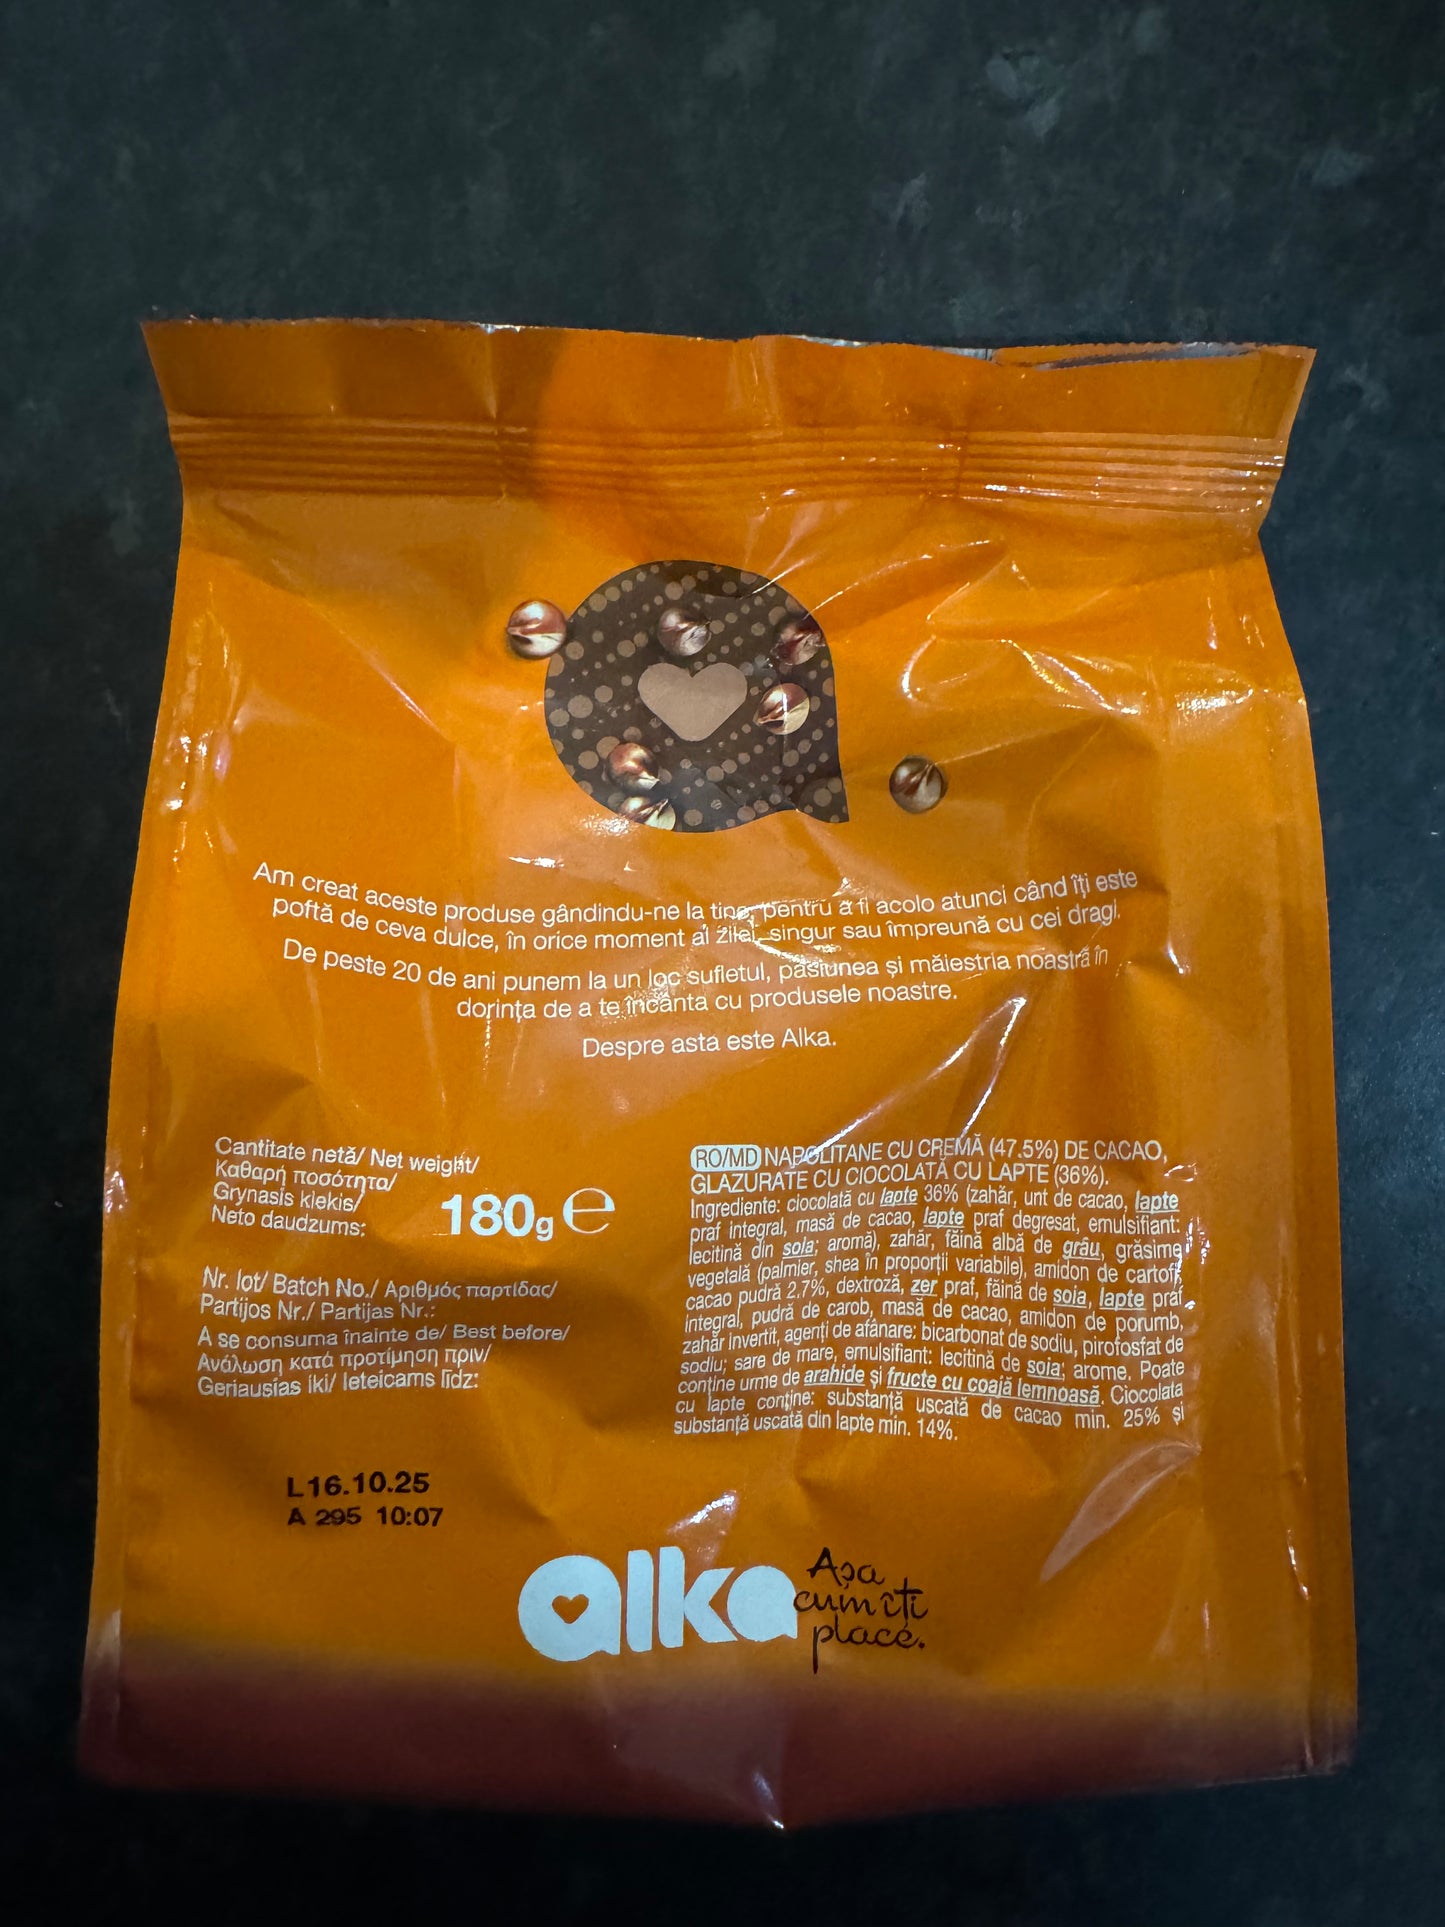 Am creat aceste produse gândindu-ne la tine, pentru a fi acolo atunci când îți este
poftă de ceva dulce, în orice moment al zilei, singur sau împreună cu cei dragi.
De peste 20 de ani punem la un loc sufletul, pasiunea și măiestria noastră în
dorința de a te încânta cu produsele noastre.
Despre asta este Alka.
Cantitate netă/ Net weight/
Καθαρή ποσότητα/
Grynasis kiekis/
Neto daudzums:
180g e
Nr. lot/ Batch No./ Αριθμός παρτίδας/
Partijos Nr./ Partijas Nr.:
A se consuma înainte de/ Best before/
Ανάλωση κατά προτίμηση πριν/
Geriausias iki/ Ieteicams līdz:
L16.10.25
A 295 10:07
RO/MD NAPOLITANE CU CREMĂ (47.5%) DE CACAO,
GLAZURATE CU CIOCOLATĂ CU LAPTE (36%).
Ingrediente: ciocolată cu lapte 36% (zahăr, unt de cacao, lapte
praf integral, masă de cacao, lapte praf degresat, emulsifiant:
lecitină din soia; aromă), zahăr, făină albă de grâu, grăsime
vegetală (palmier, shea în proporții variabile), amidon de cartofi,
cacao pudră 2.7%, dextroză, zer praf, făină de soia, lapte praf
integral, pudră de carob, masă de cacao, amidon de porumb,
zahăr invertit, agenți de afânare: bicarbonat de sodiu, pirofosfat de
sodiu; sare de mare, emulsifiant: lecitină de soia; arome. Poate
conține urme de arahide și fructe cu coajă lemnoasă. Ciocolata
cu lapte conține: substanță uscată de cacao min. 25% și
substanță uscată din lapte min. 14%.
alka
Așa
cum îți
place.